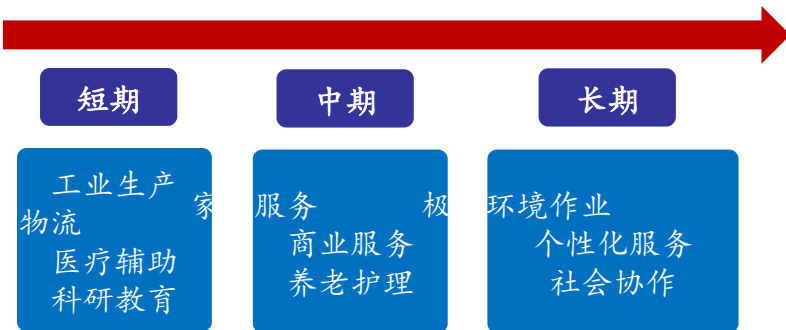 短期
中期
长期
工业生产
物流
医疗辅助
科研教育
家 服务
商业服务
养老护理
极 环境作业
个性化服务
社会协作